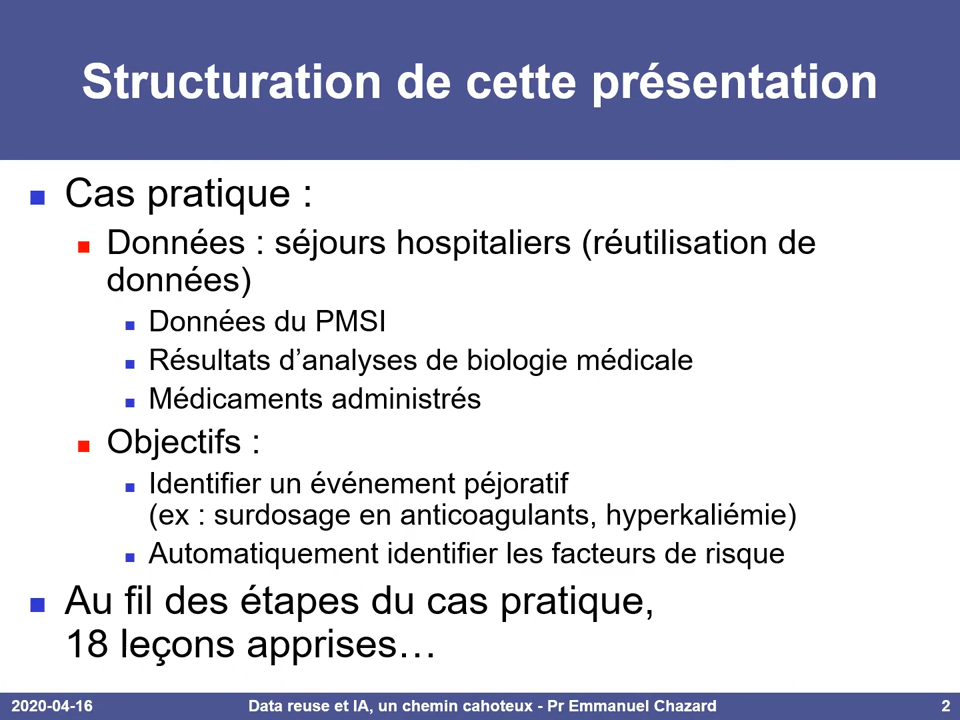 Structuration de cette présentation
Cas pratique :
Données : séjours hospitaliers (réutilisation de
données)
Données du PMSI
Résultats d’analyses de biologie médicale
Médicaments administrés
Objectifs :
Identifier un événement péjoratif
(ex : surdosage en anticoagulants, hyperkaliémie)
Automatiquement identifier les facteurs de risque
Au fil des étapes du cas pratique,
18 leçons apprises…
2020-04-16 Data reuse et IA, un chemin cahoteux - Pr Emmanuel Chazard 2